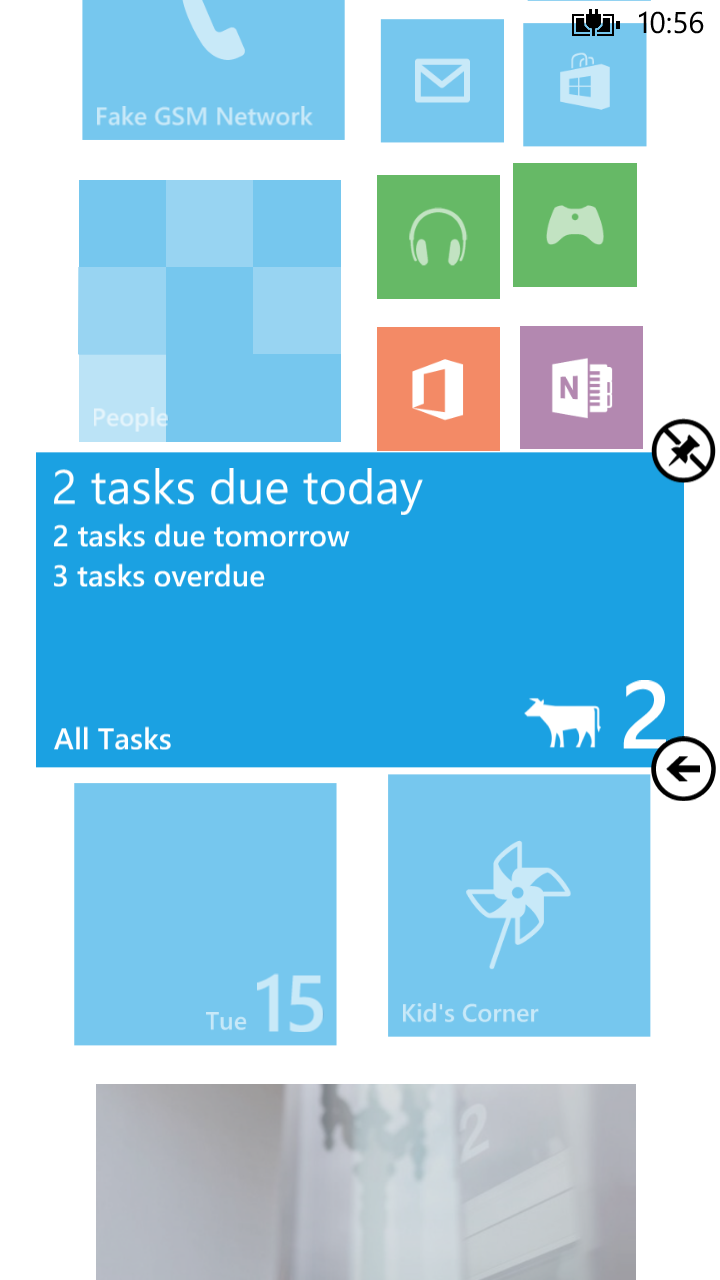 10:56
Fake GSM Network
People
N
2 tasks due today
2 tasks due tomorrow
3 tasks overdue
All Tasks
2
Tue 15
Kid's Corner
2